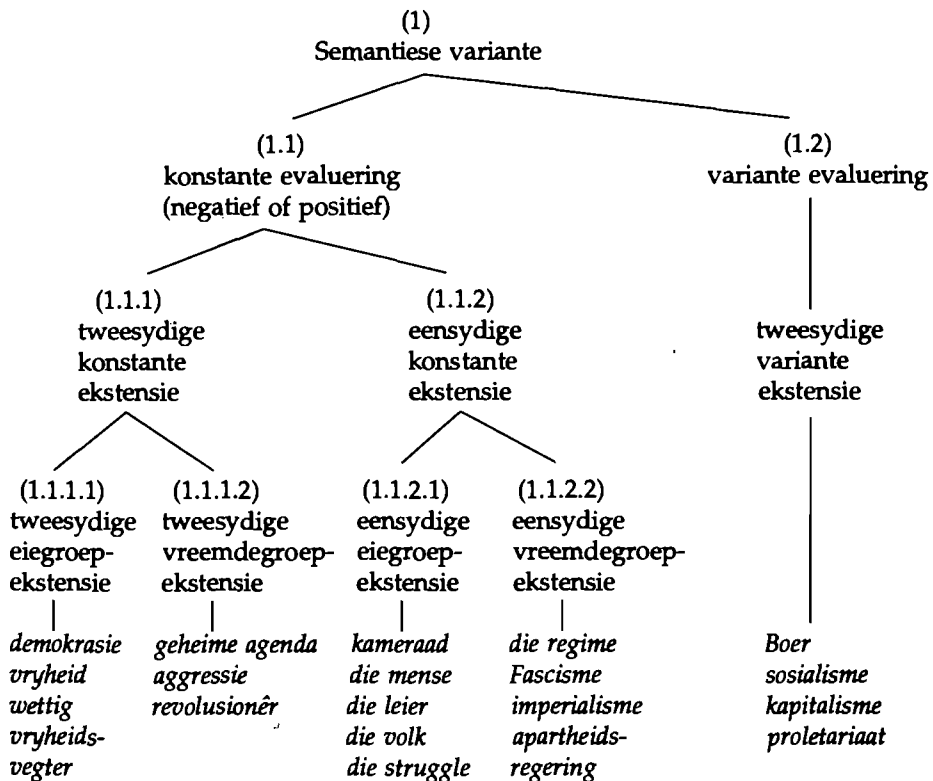 (1)
Semantiese variante
(1.1)
konstante evaluering
(negatief of positief)
(1.2)
variante evaluering
(1.1.1)
tweesydige
konstante
ekstensie
(1.1.2)
eensydige
konstante
ekstensie
tweesydige
variante
ekstensie
(1.1.1.1)
tweesydige
eiegroep-
ekstensie
(1.1.1.2)
tweesydige
vreemdegroep-
ekstensie
(1.1.2.1)
eensydige
eiegroep-
ekstensie
(1.1.2.2)
eensydige
vreemdegroep-
ekstensie
demokrasie
vryheid
wettig
vryheids-
vegter
geheime agenda
aggressie
revolusionêr
kameraad
die mense
die leier
die volk
die struggle
die regime
Fascisme
imperialisme
apartheids-
regering
Boer
sosialisme
kapitalisme
proletariaat